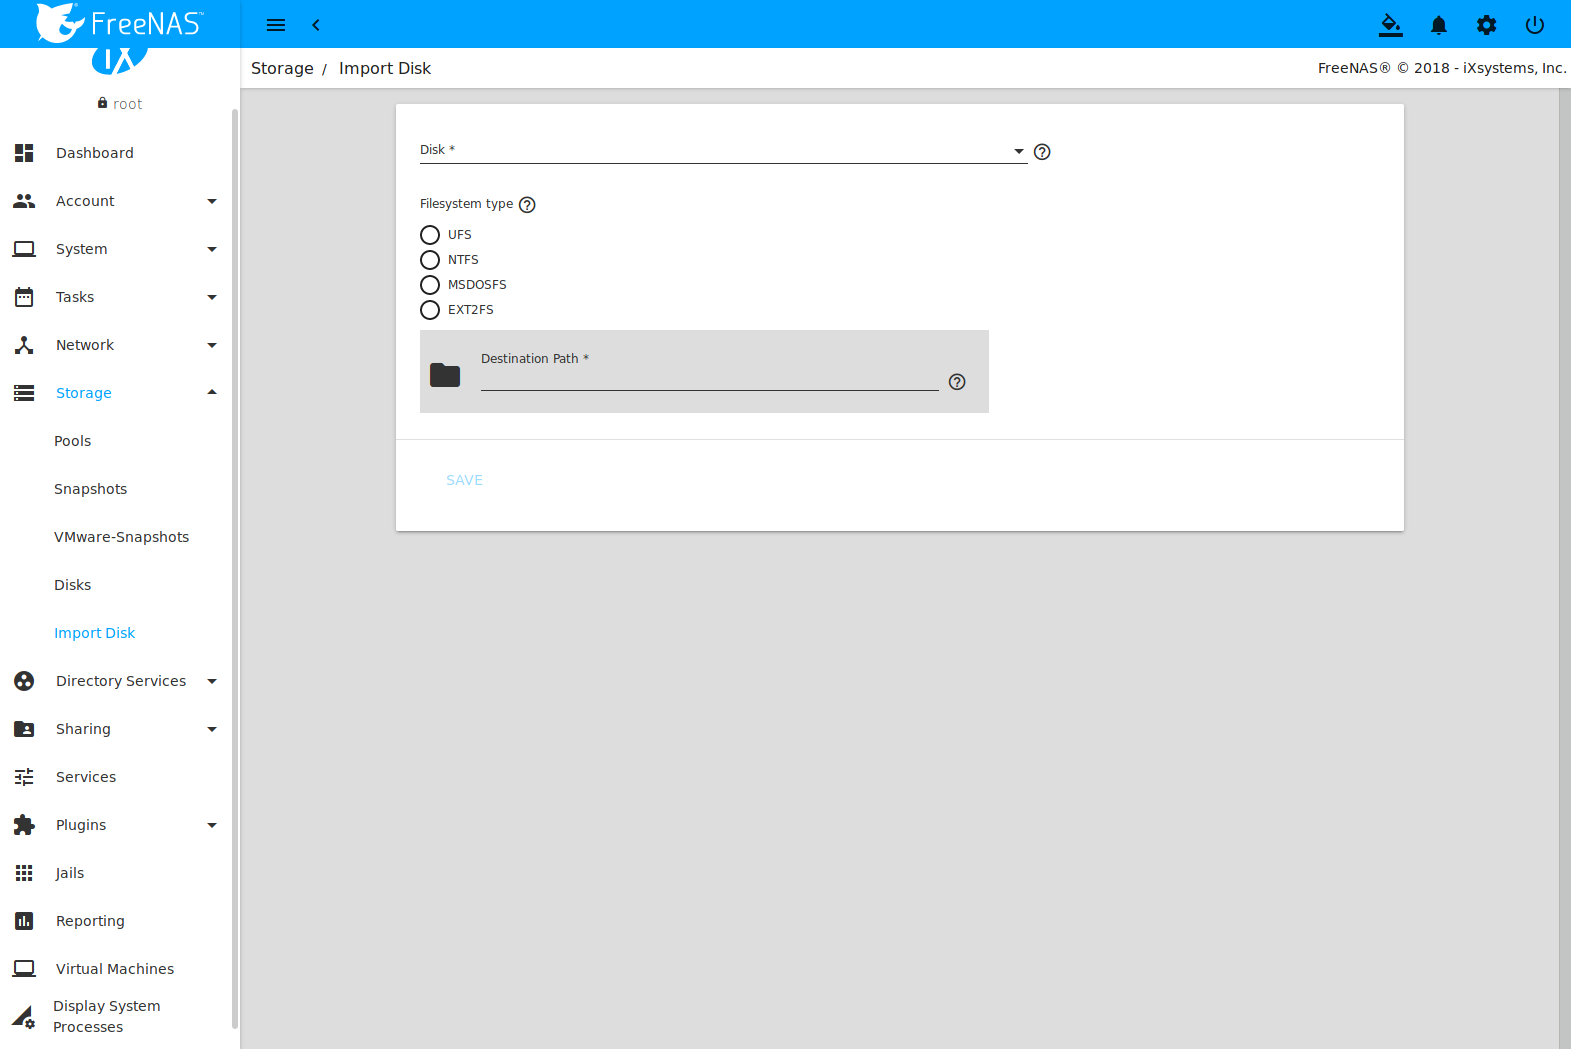 FreeNAS™
Storage / Import Disk
FreeNAS® © 2018 - iXsystems, Inc.
iX
root
Dashboard
Account
System
Tasks
Network
Storage
Pools
Snapshots
VMware-Snapshots
Disks
Import Disk
Directory Services
Sharing
Services
Plugins
Jails
Reporting
Virtual Machines
Display System
Processes
Disk *
Filesystem type
UFS
NTFS
MSDOSFS
EXT2FS
Destination Path *
SAVE